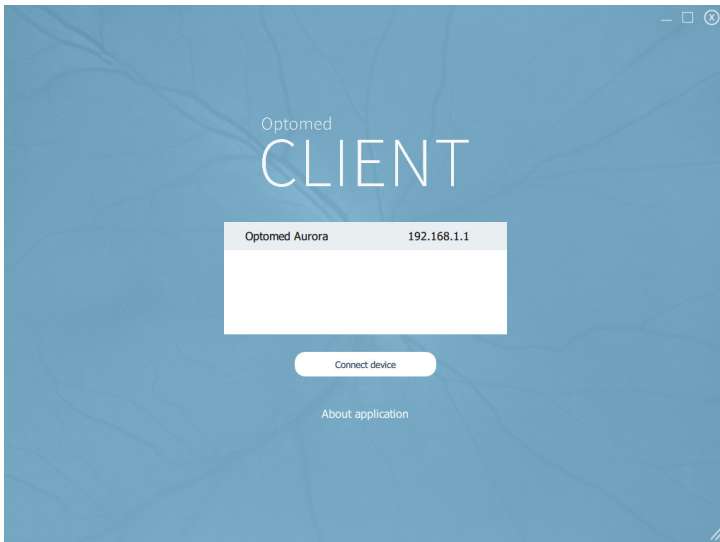 Optomed
CLIENT
Optomed Aurora 192.168.1.1
Connect device
About application